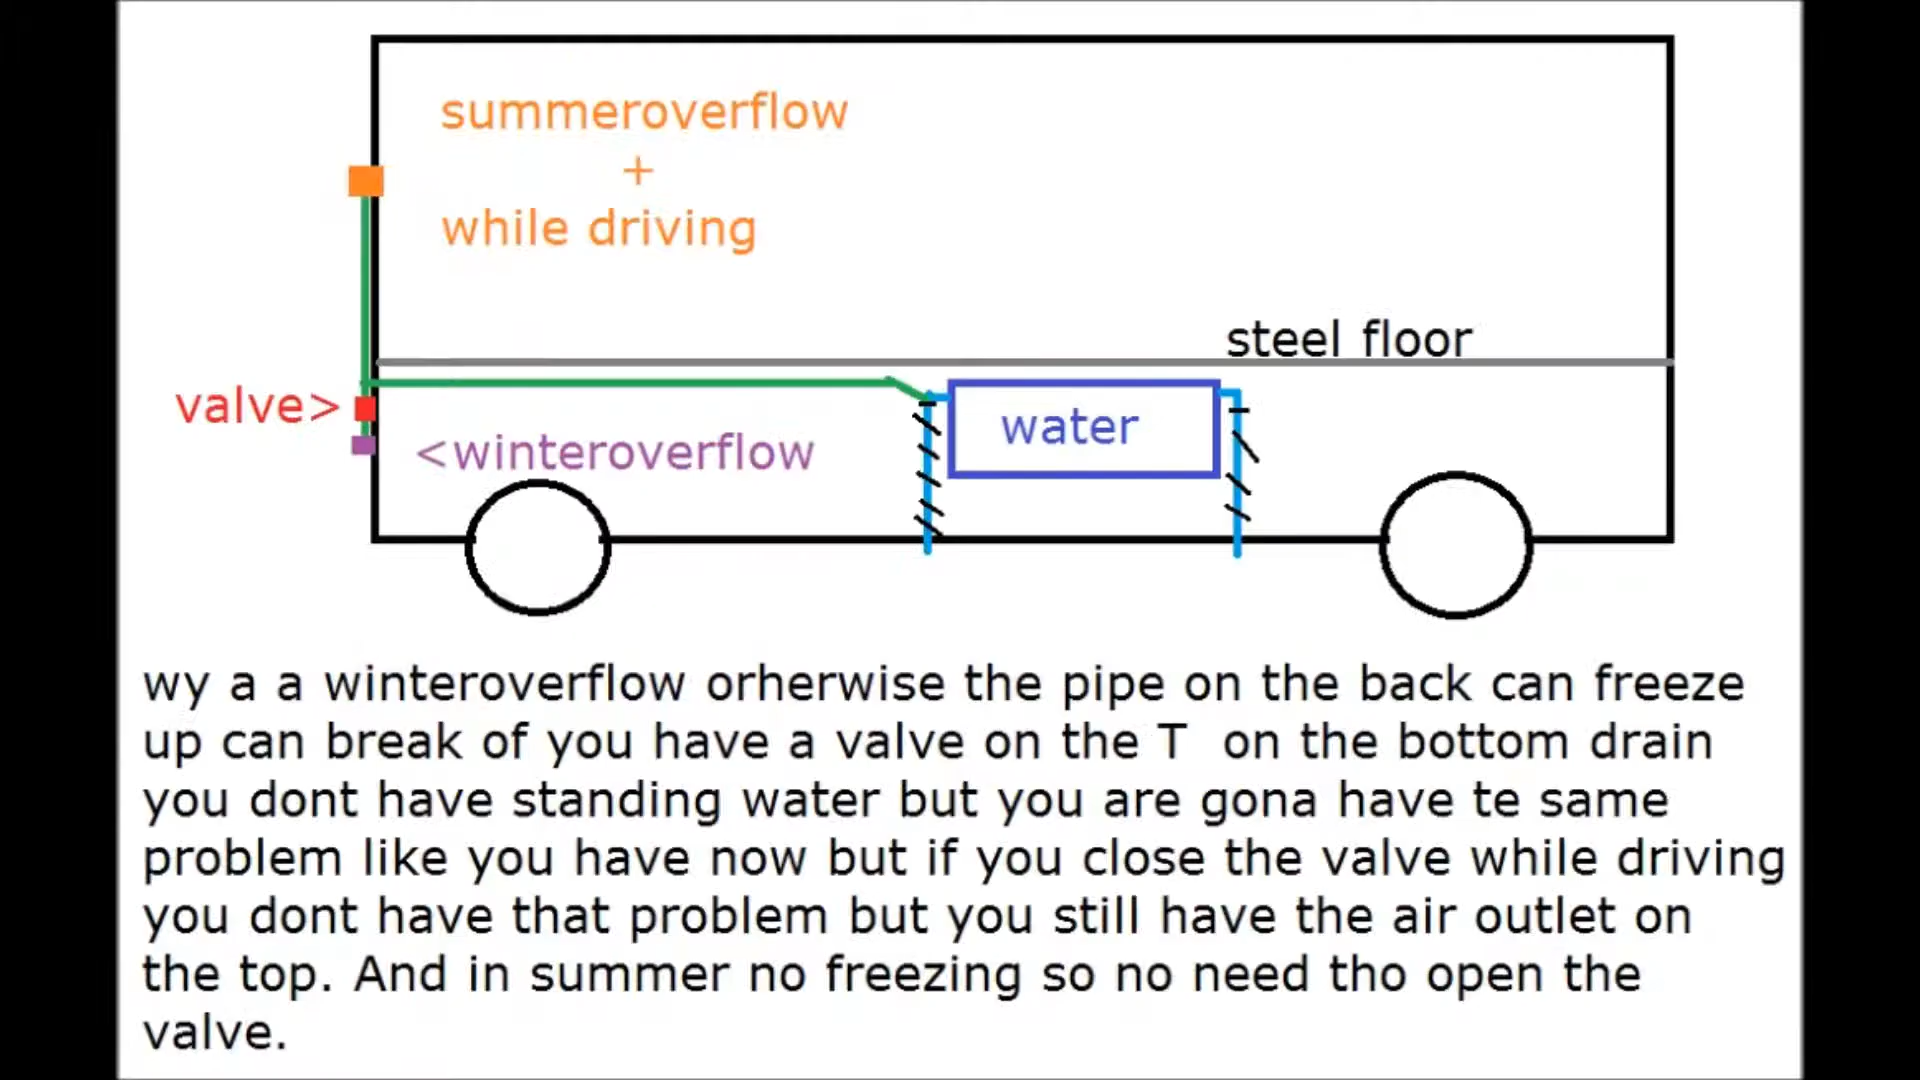 summeroverflow
+
while driving
steel floor
valve>
water
<winteroverflow
wy a a winteroverflow orherwise the pipe on the back can freeze
up can break of you have a valve on the T on the bottom drain
you dont have standing water but you are gona have te same
problem like you have now but if you close the valve while driving
you dont have that problem but you still have the air outlet on
the top. And in summer no freezing so no need tho open the
valve.